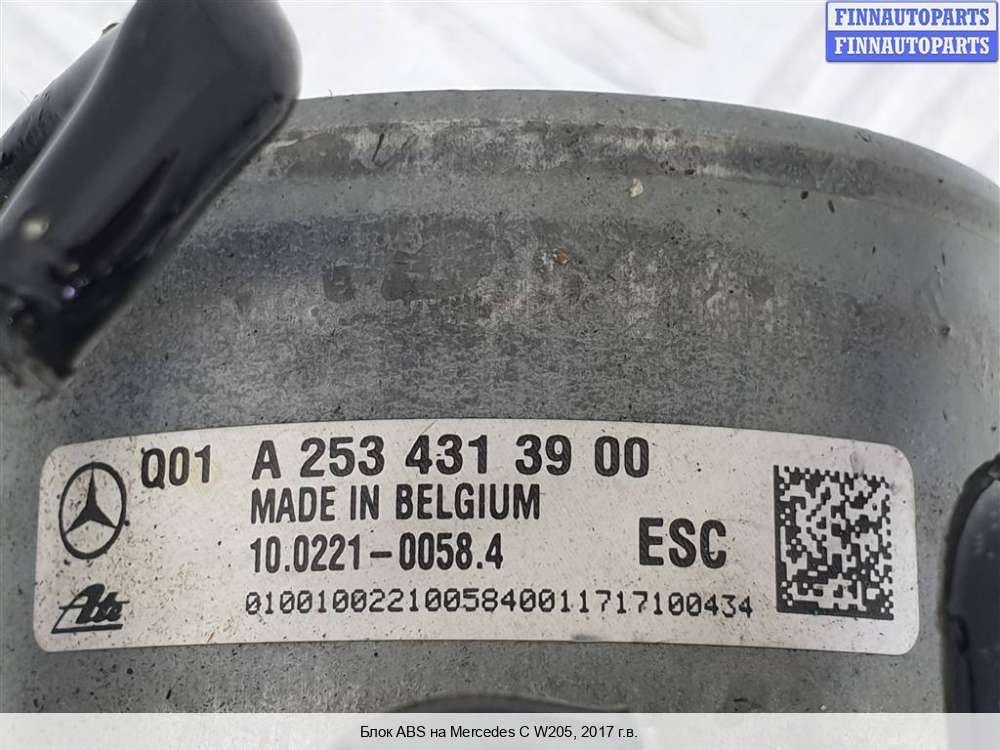 FINNAUTOPARTS
FINNAUTOPARTS
Q01 A 253 431 39 00
MADE IN BELGIUM
10.0221-0058.4 ESC
Ate
010010022100584001171710043​4
Блок ABS на Mercedes C W205, 2017 г.в.